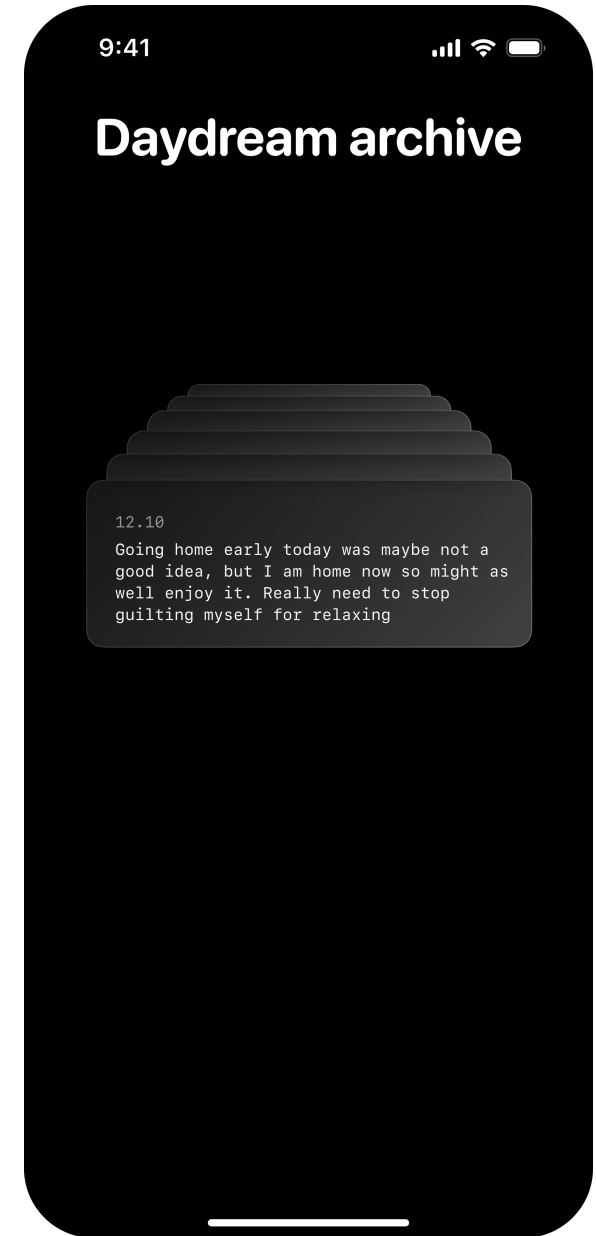 9:41
Daydream archive
12.10
Going home early today was maybe not a
good idea, but I am home now so might as
well enjoy it. Really need to stop
guilting myself for relaxing